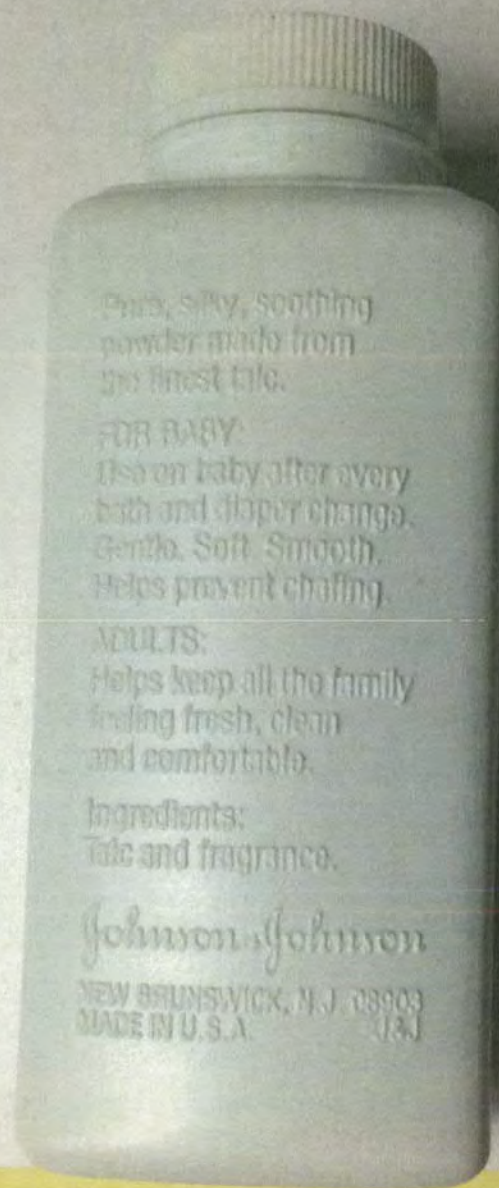 Pure, silky, soothing
powder made from
the finest talc.
FOR BABY:
Use on baby after every
bath and diaper change.
Gentle. Soft. Smooth.
Helps prevent chafing.
ADULTS:
Helps keep all the family
feeling fresh, clean
and comfortable.
Ingredients:
Talc and fragrance.
Johnson & Johnson
NEW BRUNSWICK, N.J. 08903
MADE IN U.S.A. J&J